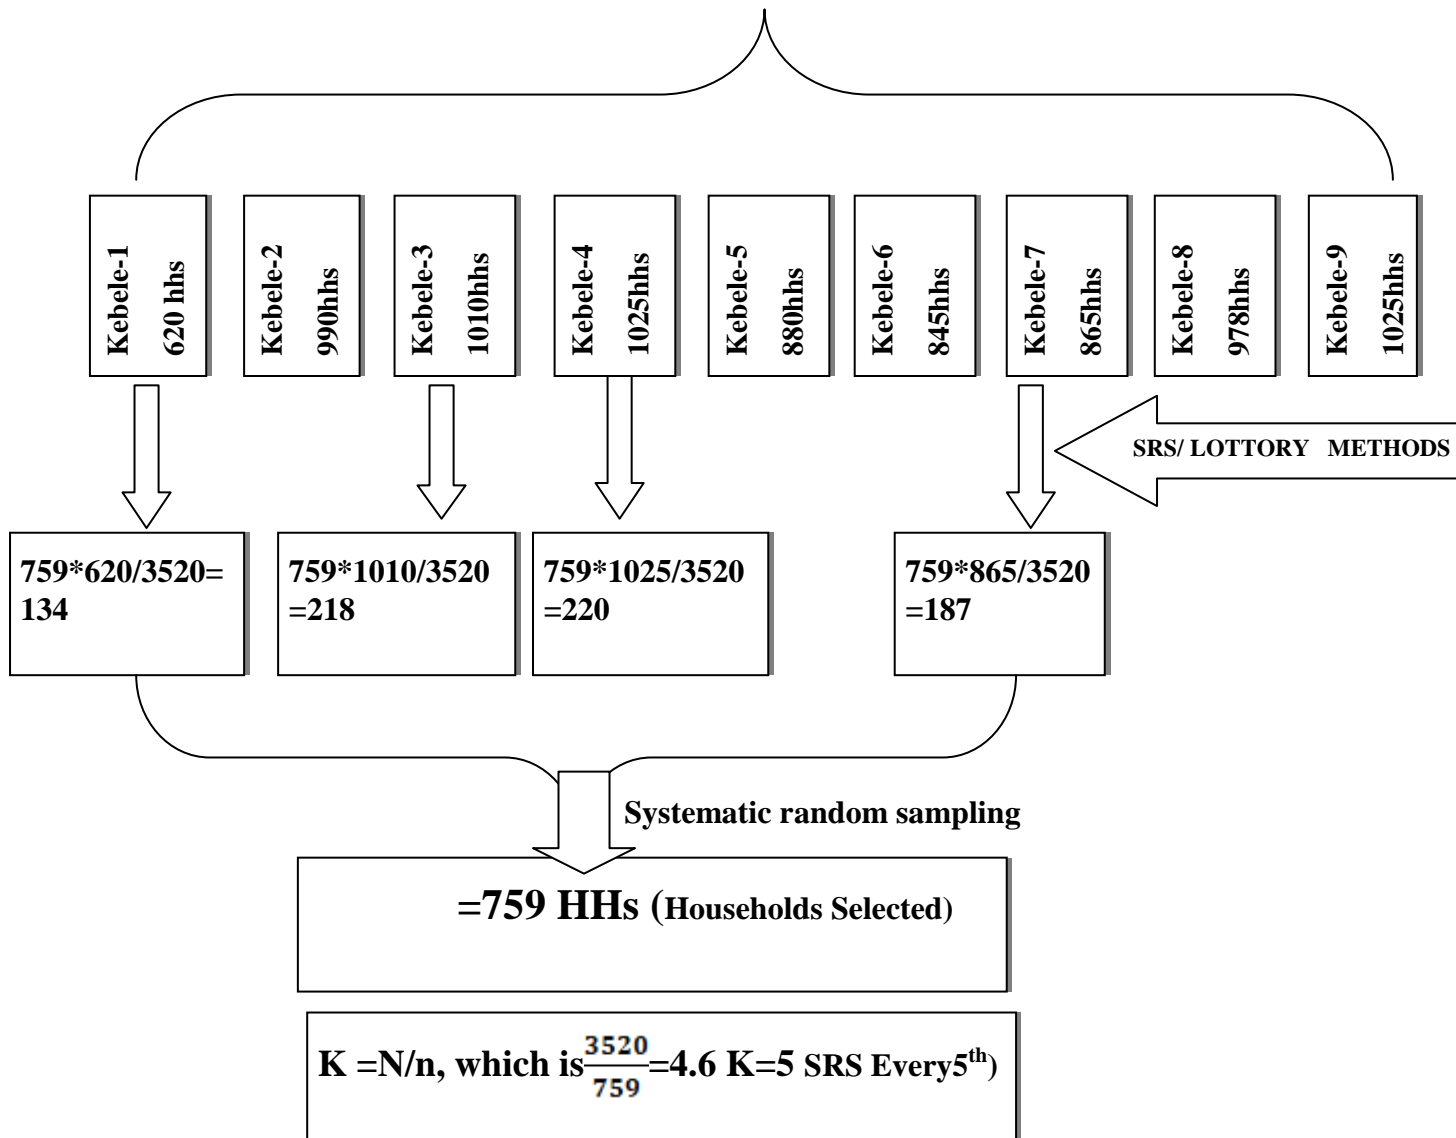 Kebele-1
620 hhs
Kebele-2
990hhs
Kebele-3
1010hhs
Kebele-4
1025hhs
Kebele-5
880hhs
Kebele-6
845hhs
Kebele-7
865hhs
Kebele-8
978hhs
Kebele-9
1025hhs
SRS/ LOTTORY METHODS
759*620/3520=
134
759*1010/3520
=218
759*1025/3520
=220
759*865/3520
=187
Systematic random sampling
=759 HHs (Households Selected)
K =N/n, which is 3520/759 =4.6 K=5 SRS Every5th)